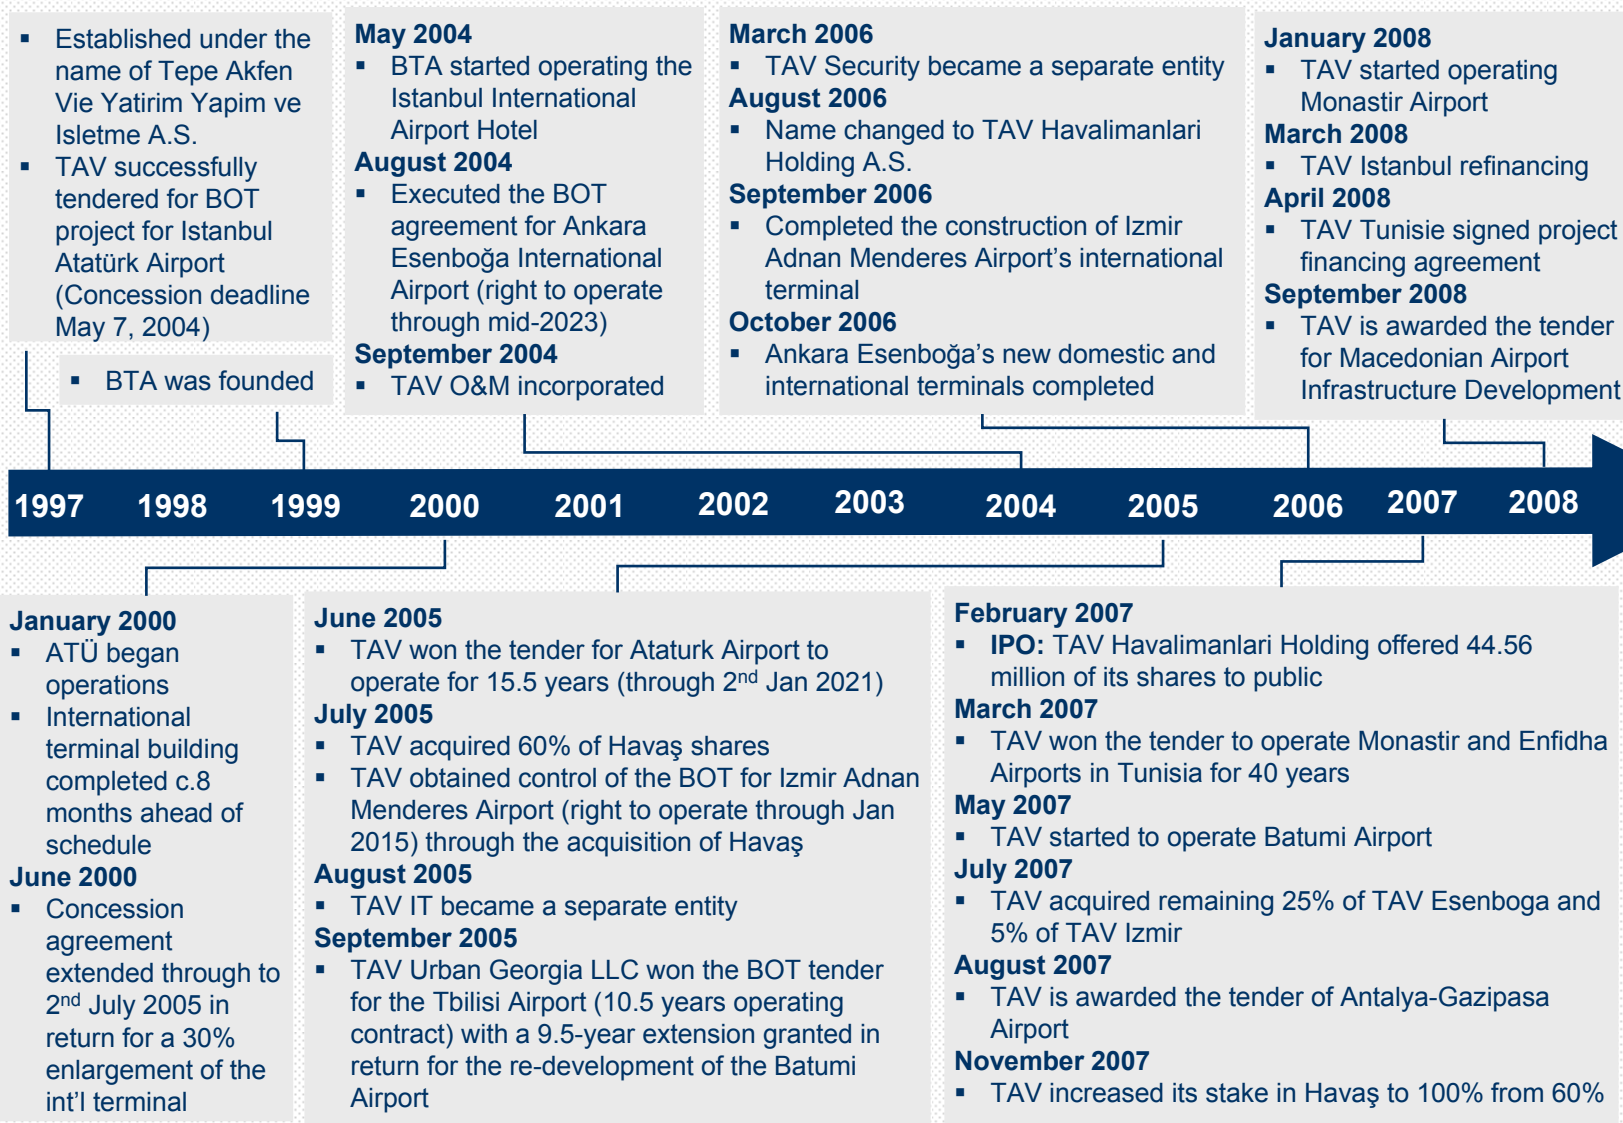 ▪ Established under the
name of Tepe Akfen
Vie Yatirim Yapim ve
Isletme A.S.
▪ TAV successfully
tendered for BOT
project for Istanbul
Atatürk Airport
(Concession deadline
May 7, 2004)
▪ BTA was founded
May 2004
▪ BTA started operating the
Istanbul International
Airport Hotel
August 2004
▪ Executed the BOT
agreement for Ankara
Esenboğa International
Airport (right to operate
through mid-2023)
September 2004
▪ TAV O&M incorporated
March 2006
▪ TAV Security became a separate entity
August 2006
▪ Name changed to TAV Havalimanlari
Holding A.S.
September 2006
▪ Completed the construction of Izmir
Adnan Menderes Airport's international
terminal
October 2006
▪ Ankara Esenboğa's new domestic and
international terminals completed
January 2008
▪ TAV started operating
Monastir Airport
March 2008
▪ TAV Istanbul refinancing
April 2008
▪ TAV Tunisie signed project
financing agreement
September 2008
▪ TAV is awarded the tender
for Macedonian Airport
Infrastructure Development
1997 1998 1999 2000 2001 2002 2003 2004 2005 2006 2007 2008
January 2000
▪ ATÜ began
operations
▪ International
terminal building
completed c.8
months ahead of
schedule
June 2000
▪ Concession
agreement
extended through to
2nd July 2005 in
return for a 30%
enlargement of the
int'l terminal
June 2005
▪ TAV won the tender for Ataturk Airport to
operate for 15.5 years (through 2nd Jan 2021)
July 2005
▪ TAV acquired 60% of Havaş shares
▪ TAV obtained control of the BOT for Izmir Adnan
Menderes Airport (right to operate through Jan
2015) through the acquisition of Havaş
August 2005
▪ TAV IT became a separate entity
September 2005
▪ TAV Urban Georgia LLC won the BOT tender
for the Tbilisi Airport (10.5 years operating
contract) with a 9.5-year extension granted in
return for the re-development of the Batumi
Airport
February 2007
▪ IPO: TAV Havalimanlari Holding offered 44.56
million of its shares to public
March 2007
▪ TAV won the tender to operate Monastir and Enfidha
Airports in Tunisia for 40 years
May 2007
▪ TAV started to operate Batumi Airport
July 2007
▪ TAV acquired remaining 25% of TAV Esenboga and
5% of TAV Izmir
August 2007
▪ TAV is awarded the tender of Antalya-Gazipasa
Airport
November 2007
▪ TAV increased its stake in Havaş to 100% from 60%